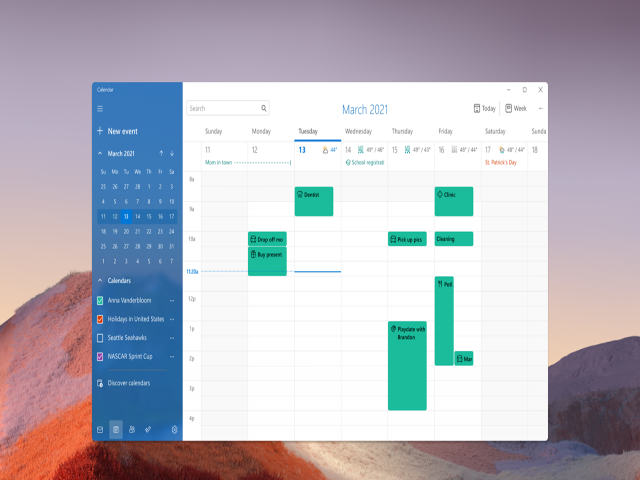 Calendar
Search
March 2021
Today
Week
New event
March 2021
Su Mo Tu We Th Fr Sa
25 26 27 28 1 2 3
4 5 6 7 8 9 10
11 12 13 14 15 16 17
18 19 20 21 22 23 24
25 26 27 28 29 30 31
1 2 3 4 5 6 7
Calendars
Anna Vanderbloom
Holidays in United States
Seattle Seahawks
NASCAR Sprint Cup
Discover calendars
Sunday Monday Tuesday Wednesday Thursday Friday Saturday Sunda
11 12 13 44° 14 49° / 46° 15 49° / 43° 16 48° / 44° 17 48° / 44° 18
Mom in town School registrati St. Patrick's Day
8a
Dentist Clinic
9a
10a Drop off mo Pick up pics Cleaning
Buy present
11:20a
12p
Potl
1p
Playdate with
Brandon
2p Mar
3p
4p